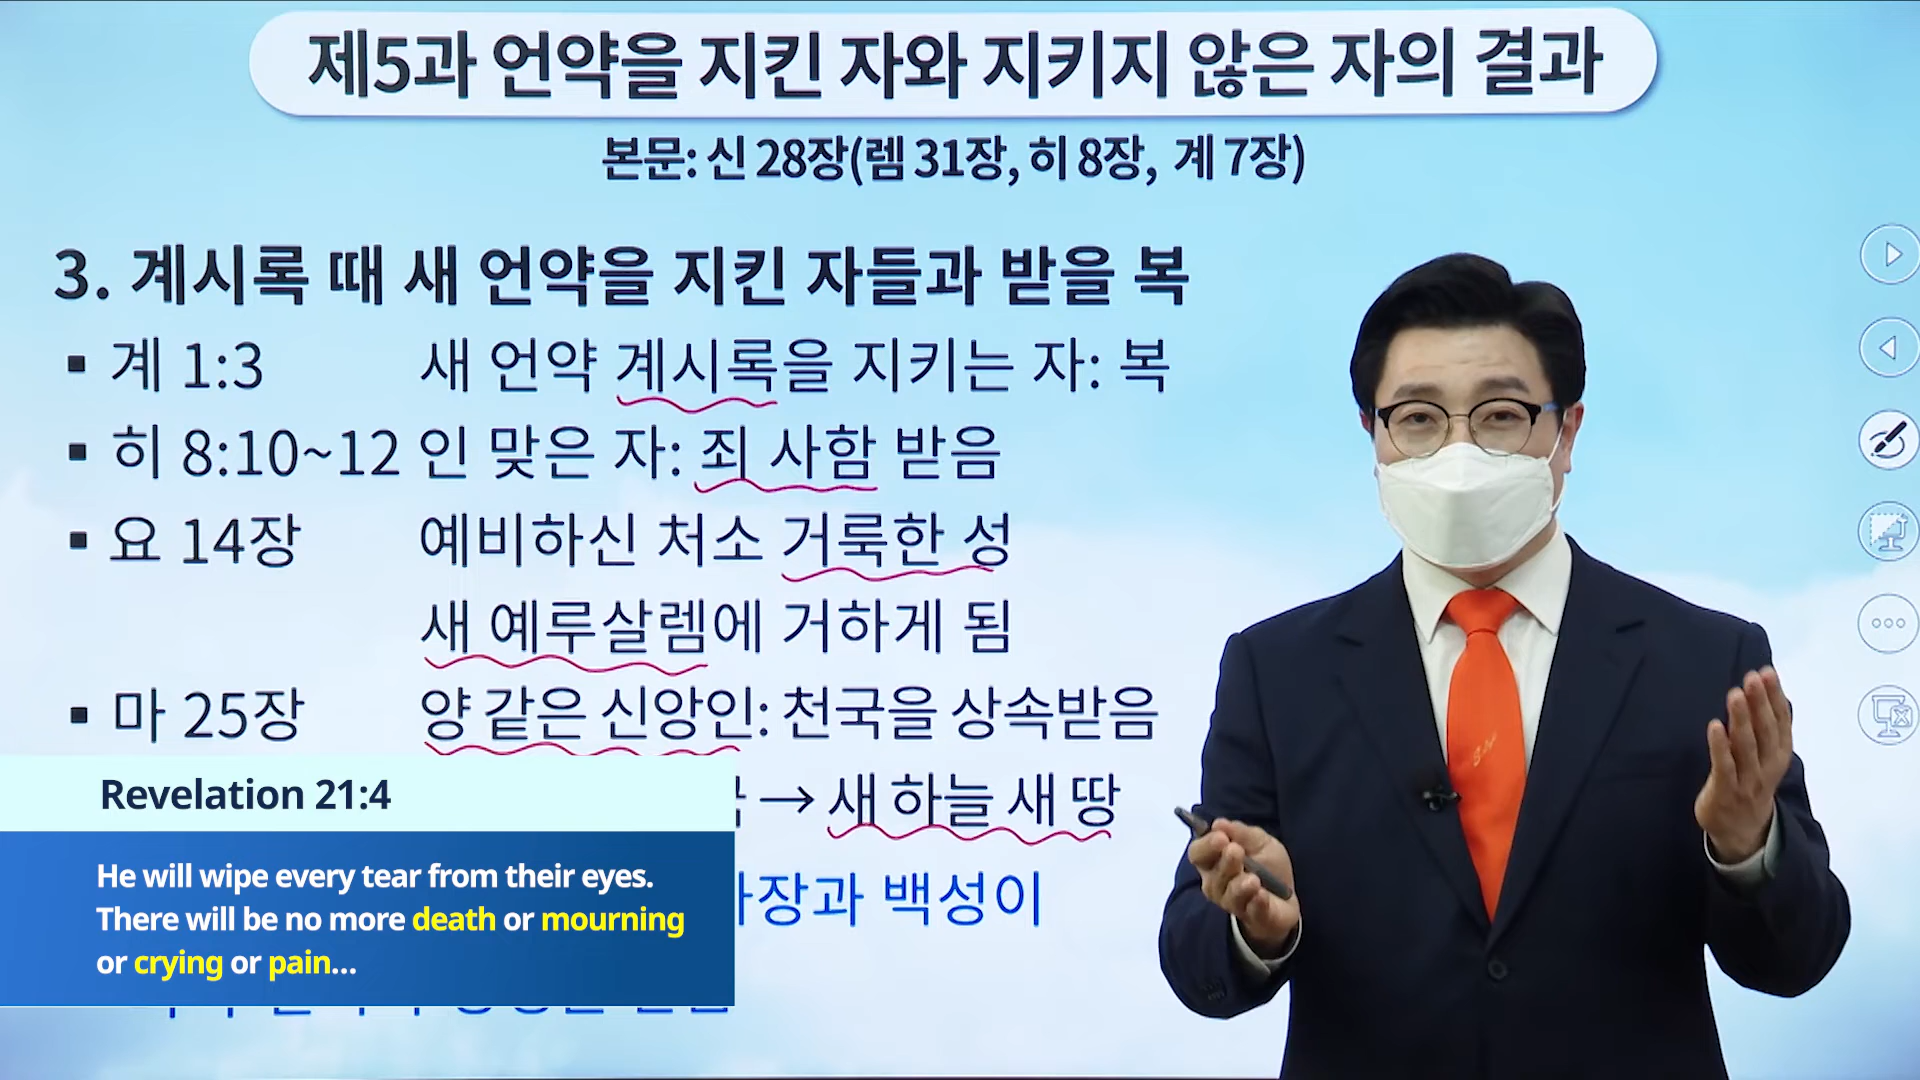 제5과 언약을 지킨 자와 지키지 않은 자의 결과
본문: 신 28장(렘 31장, 히 8장, 계 7장)
3. 계시록 때 새 언약을 지킨 자들과 받을 복
▪ 계 1:3 새 언약 계시록을 지키는 자: 복
▪ 히 8:10~12 인 맞은 자: 죄 사함 받음
▪ 요 14장 예비하신 처소 거룩한 성
새 예루살렘에 거하게 됨
▪ 마 25장 양 같은 신앙인: 천국을 상속받음
→ 새 하늘 새 땅
백성이
Revelation 21:4
He will wipe every tear from their eyes.
There will be no more death or mourning
or crying or pain...